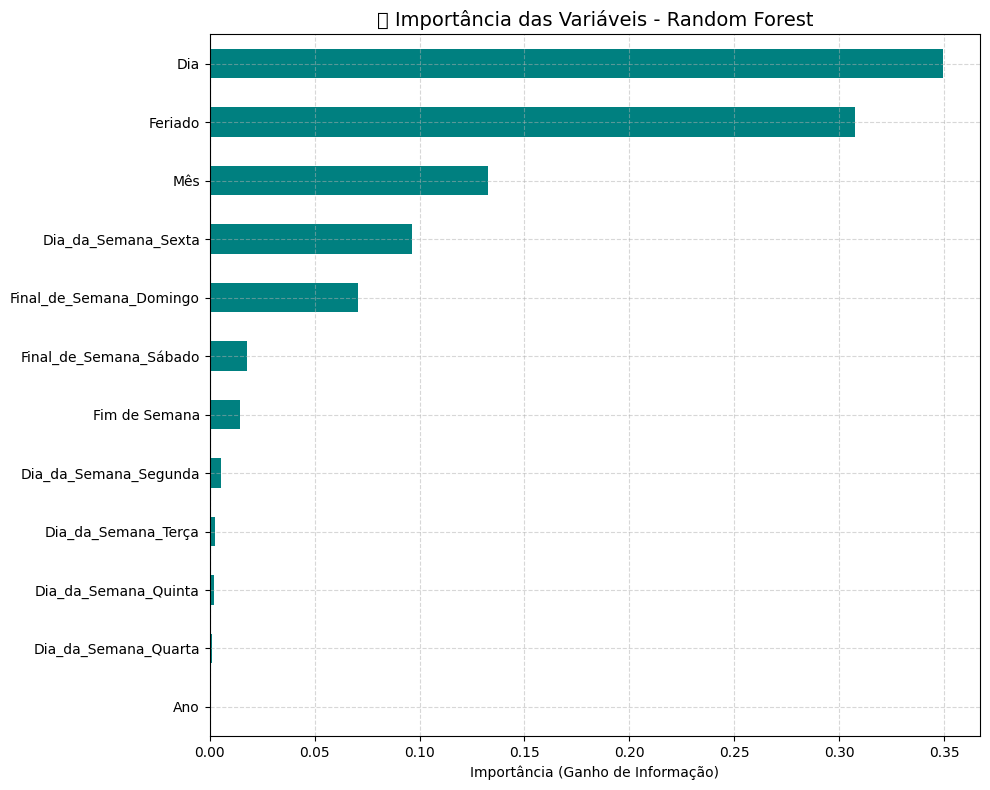 ▯ Importância das Variáveis - Random Forest
Dia
Feriado
Mês
Dia_da_Semana_Sexta
Final_de_Semana_Domingo
Final_de_Semana_Sábado
Fim de Semana
Dia_da_Semana_Segunda
Dia_da_Semana_Terça
Dia_da_Semana_Quinta
Dia_da_Semana_Quarta
Ano
0.00 0.05 0.10 0.15 0.20 0.25 0.30 0.35
Importância (Ganho de Informação)